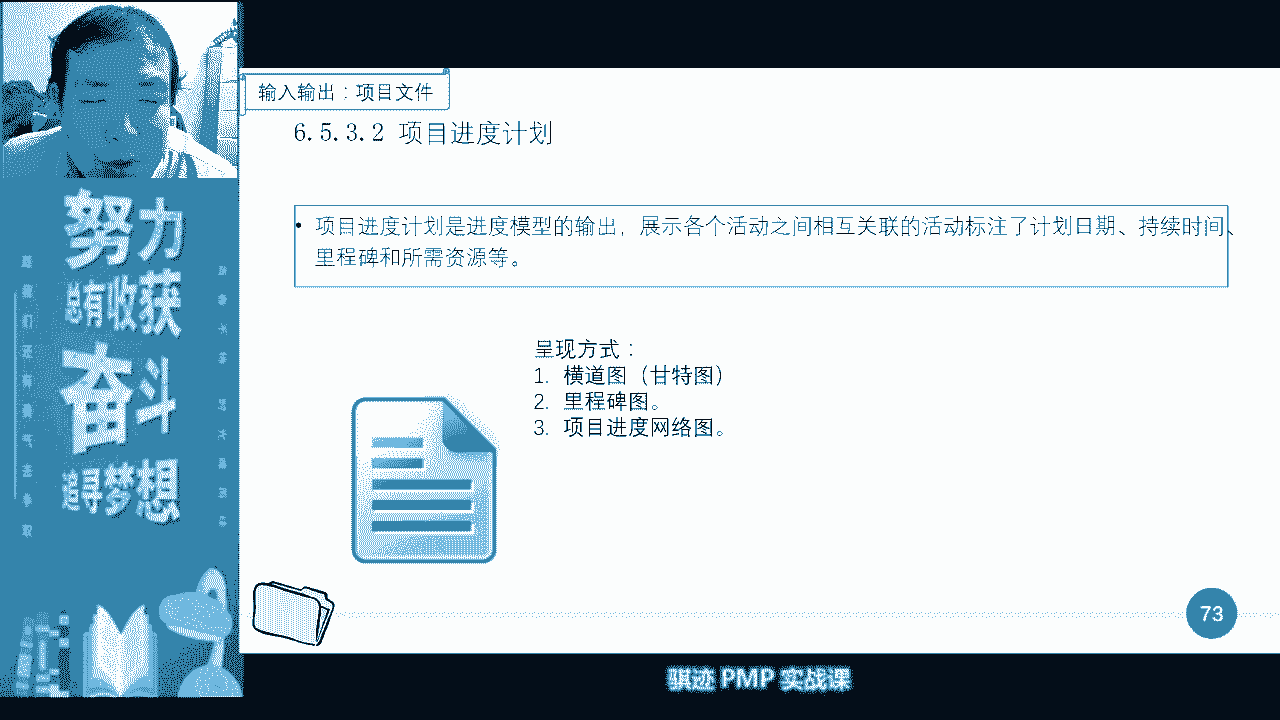 输入输出：项目文件
6.5.3.2 项目进度计划
• 项目进度计划是进度模型的输出，展示各个活动之间相互关联的活动标注了计划日期、持续时间、
里程碑和所需资源等。
呈现方式：
1. 横道图（甘特图）
2. 里程碑图。
3. 项目进度网络图。
努力
总有收获
奋斗
追寻梦想
73
骐迹 PMP 实战课